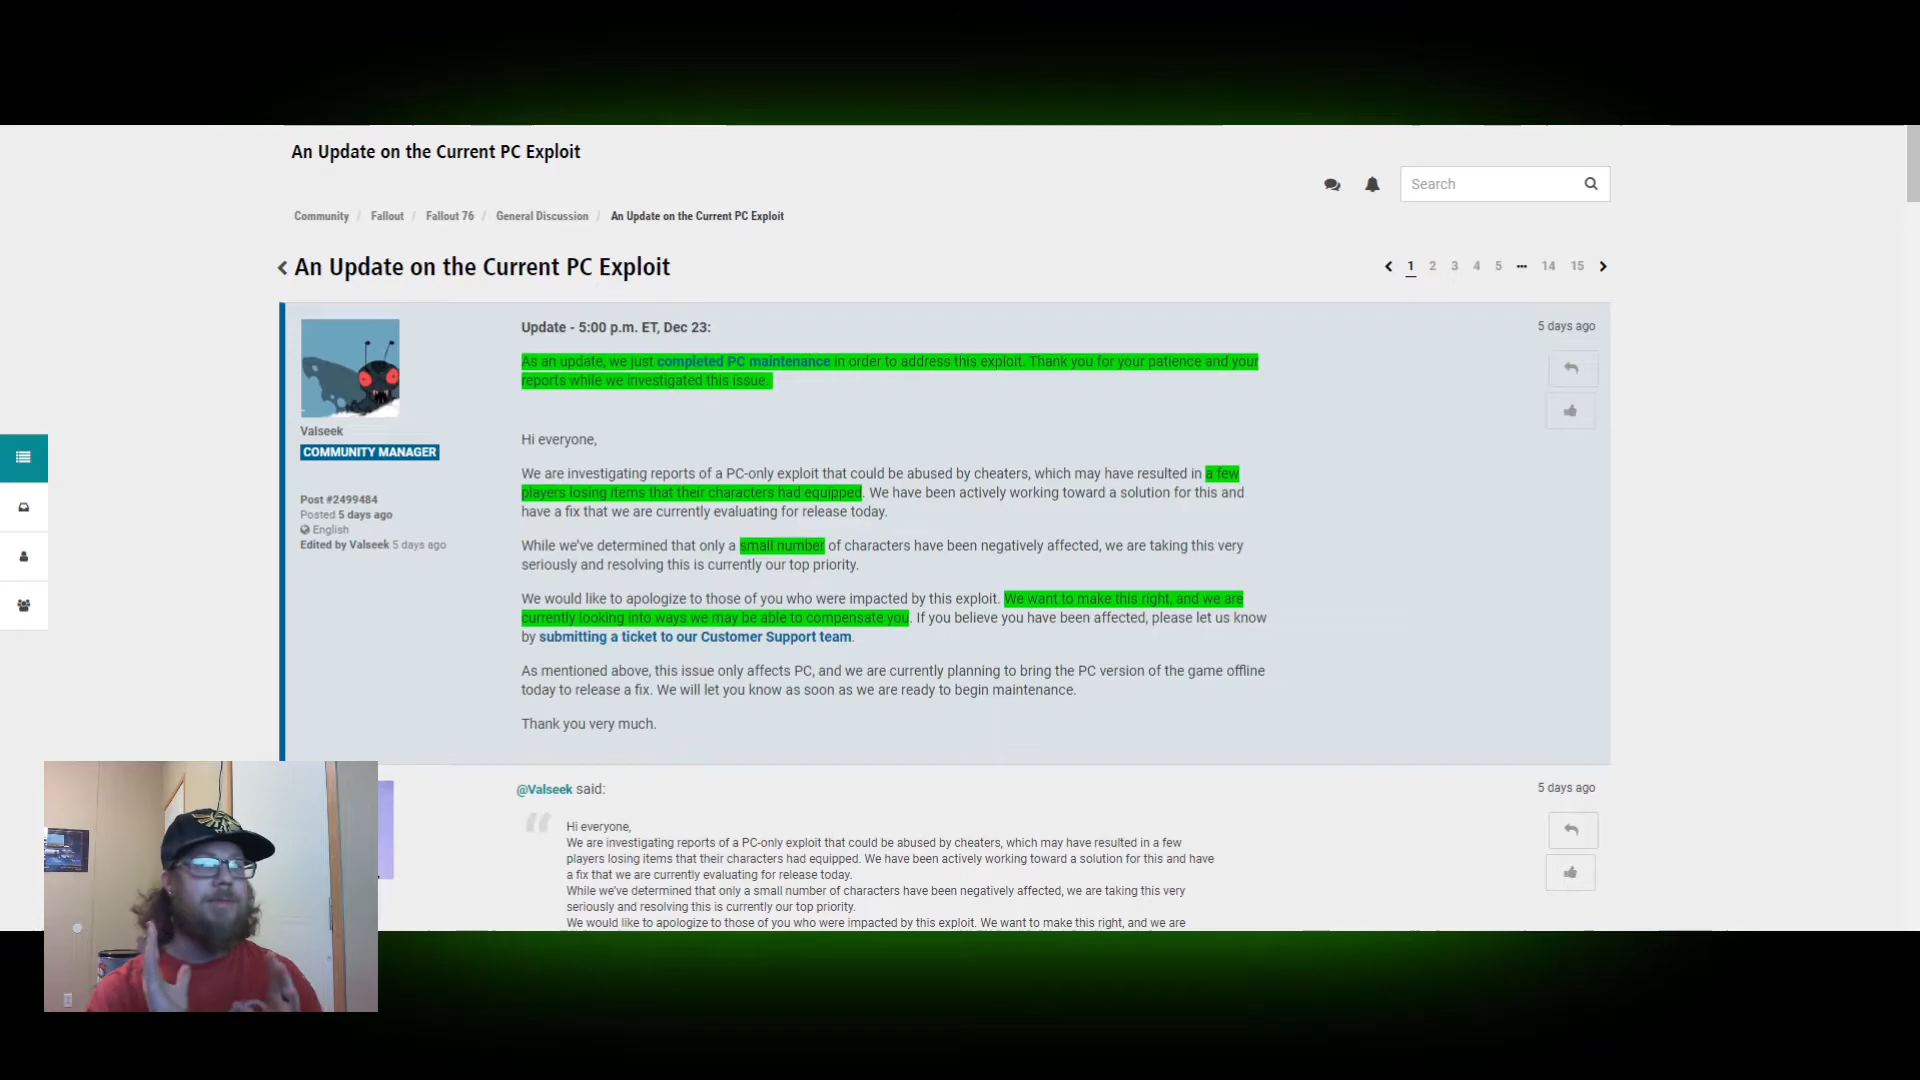 An Update on the Current PC Exploit
Search
Community / Fallout / Fallout 76 / General Discussion / An Update on the Current PC Exploit
An Update on the Current PC Exploit
1 2 3 4 5 ••• 14 15
Valseek
COMMUNITY MANAGER
Post #2499484
Posted 5 days ago
English
Edited by Valseek 5 days ago
Update - 5:00 p.m. ET, Dec 23:
5 days ago
As an update, we just completed PC maintenance in order to address this exploit. Thank you for your patience and your
reports while we investigated this issue.
Hi everyone,
We are investigating reports of a PC-only exploit that could be abused by cheaters, which may have resulted in a few
players losing items that their characters had equipped. We have been actively working toward a solution for this and
have a fix that we are currently evaluating for release today.
While we've determined that only a small number of characters have been negatively affected, we are taking this very
seriously and resolving this is currently our top priority.
We would like to apologize to those of you who were impacted by this exploit. We want to make this right, and we are
currently looking into ways we may be able to compensate you. If you believe you have been affected, please let us know
by submitting a ticket to our Customer Support team.
As mentioned above, this issue only affects PC, and we are currently planning to bring the PC version of the game offline
today to release a fix. We will let you know as soon as we are ready to begin maintenance.
Thank you very much.
@Valseek said:
5 days ago
Hi everyone,
We are investigating reports of a PC-only exploit that could be abused by cheaters, which may have resulted in a few
players losing items that their characters had equipped. We have been actively working toward a solution for this and have
a fix that we are currently evaluating for release today.
While we've determined that only a small number of characters have been negatively affected, we are taking this very
seriously and resolving this is currently our top priority.
We would like to apologize to those of you who were impacted by this exploit. We want to make this right, and we are